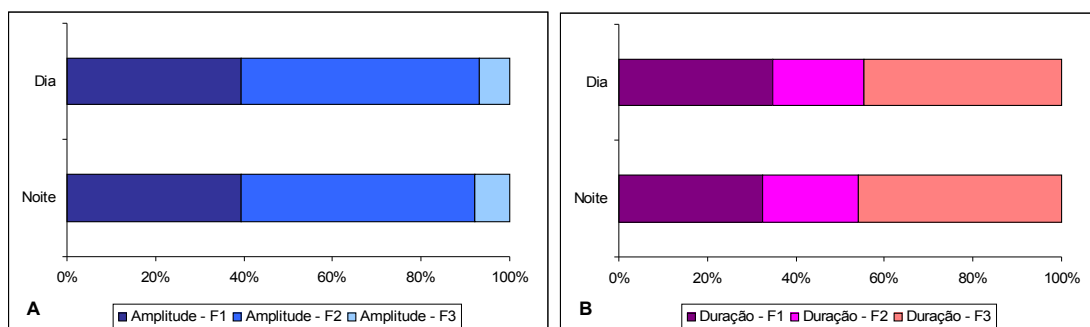 Dia
Noite
0% 20% 40% 60% 80% 100%
A Amplitude - F1 Amplitude - F2 Amplitude - F3
Dia
Noite
0% 20% 40% 60% 80% 100%
B Duração - F1 Duração - F2 Duração - F3